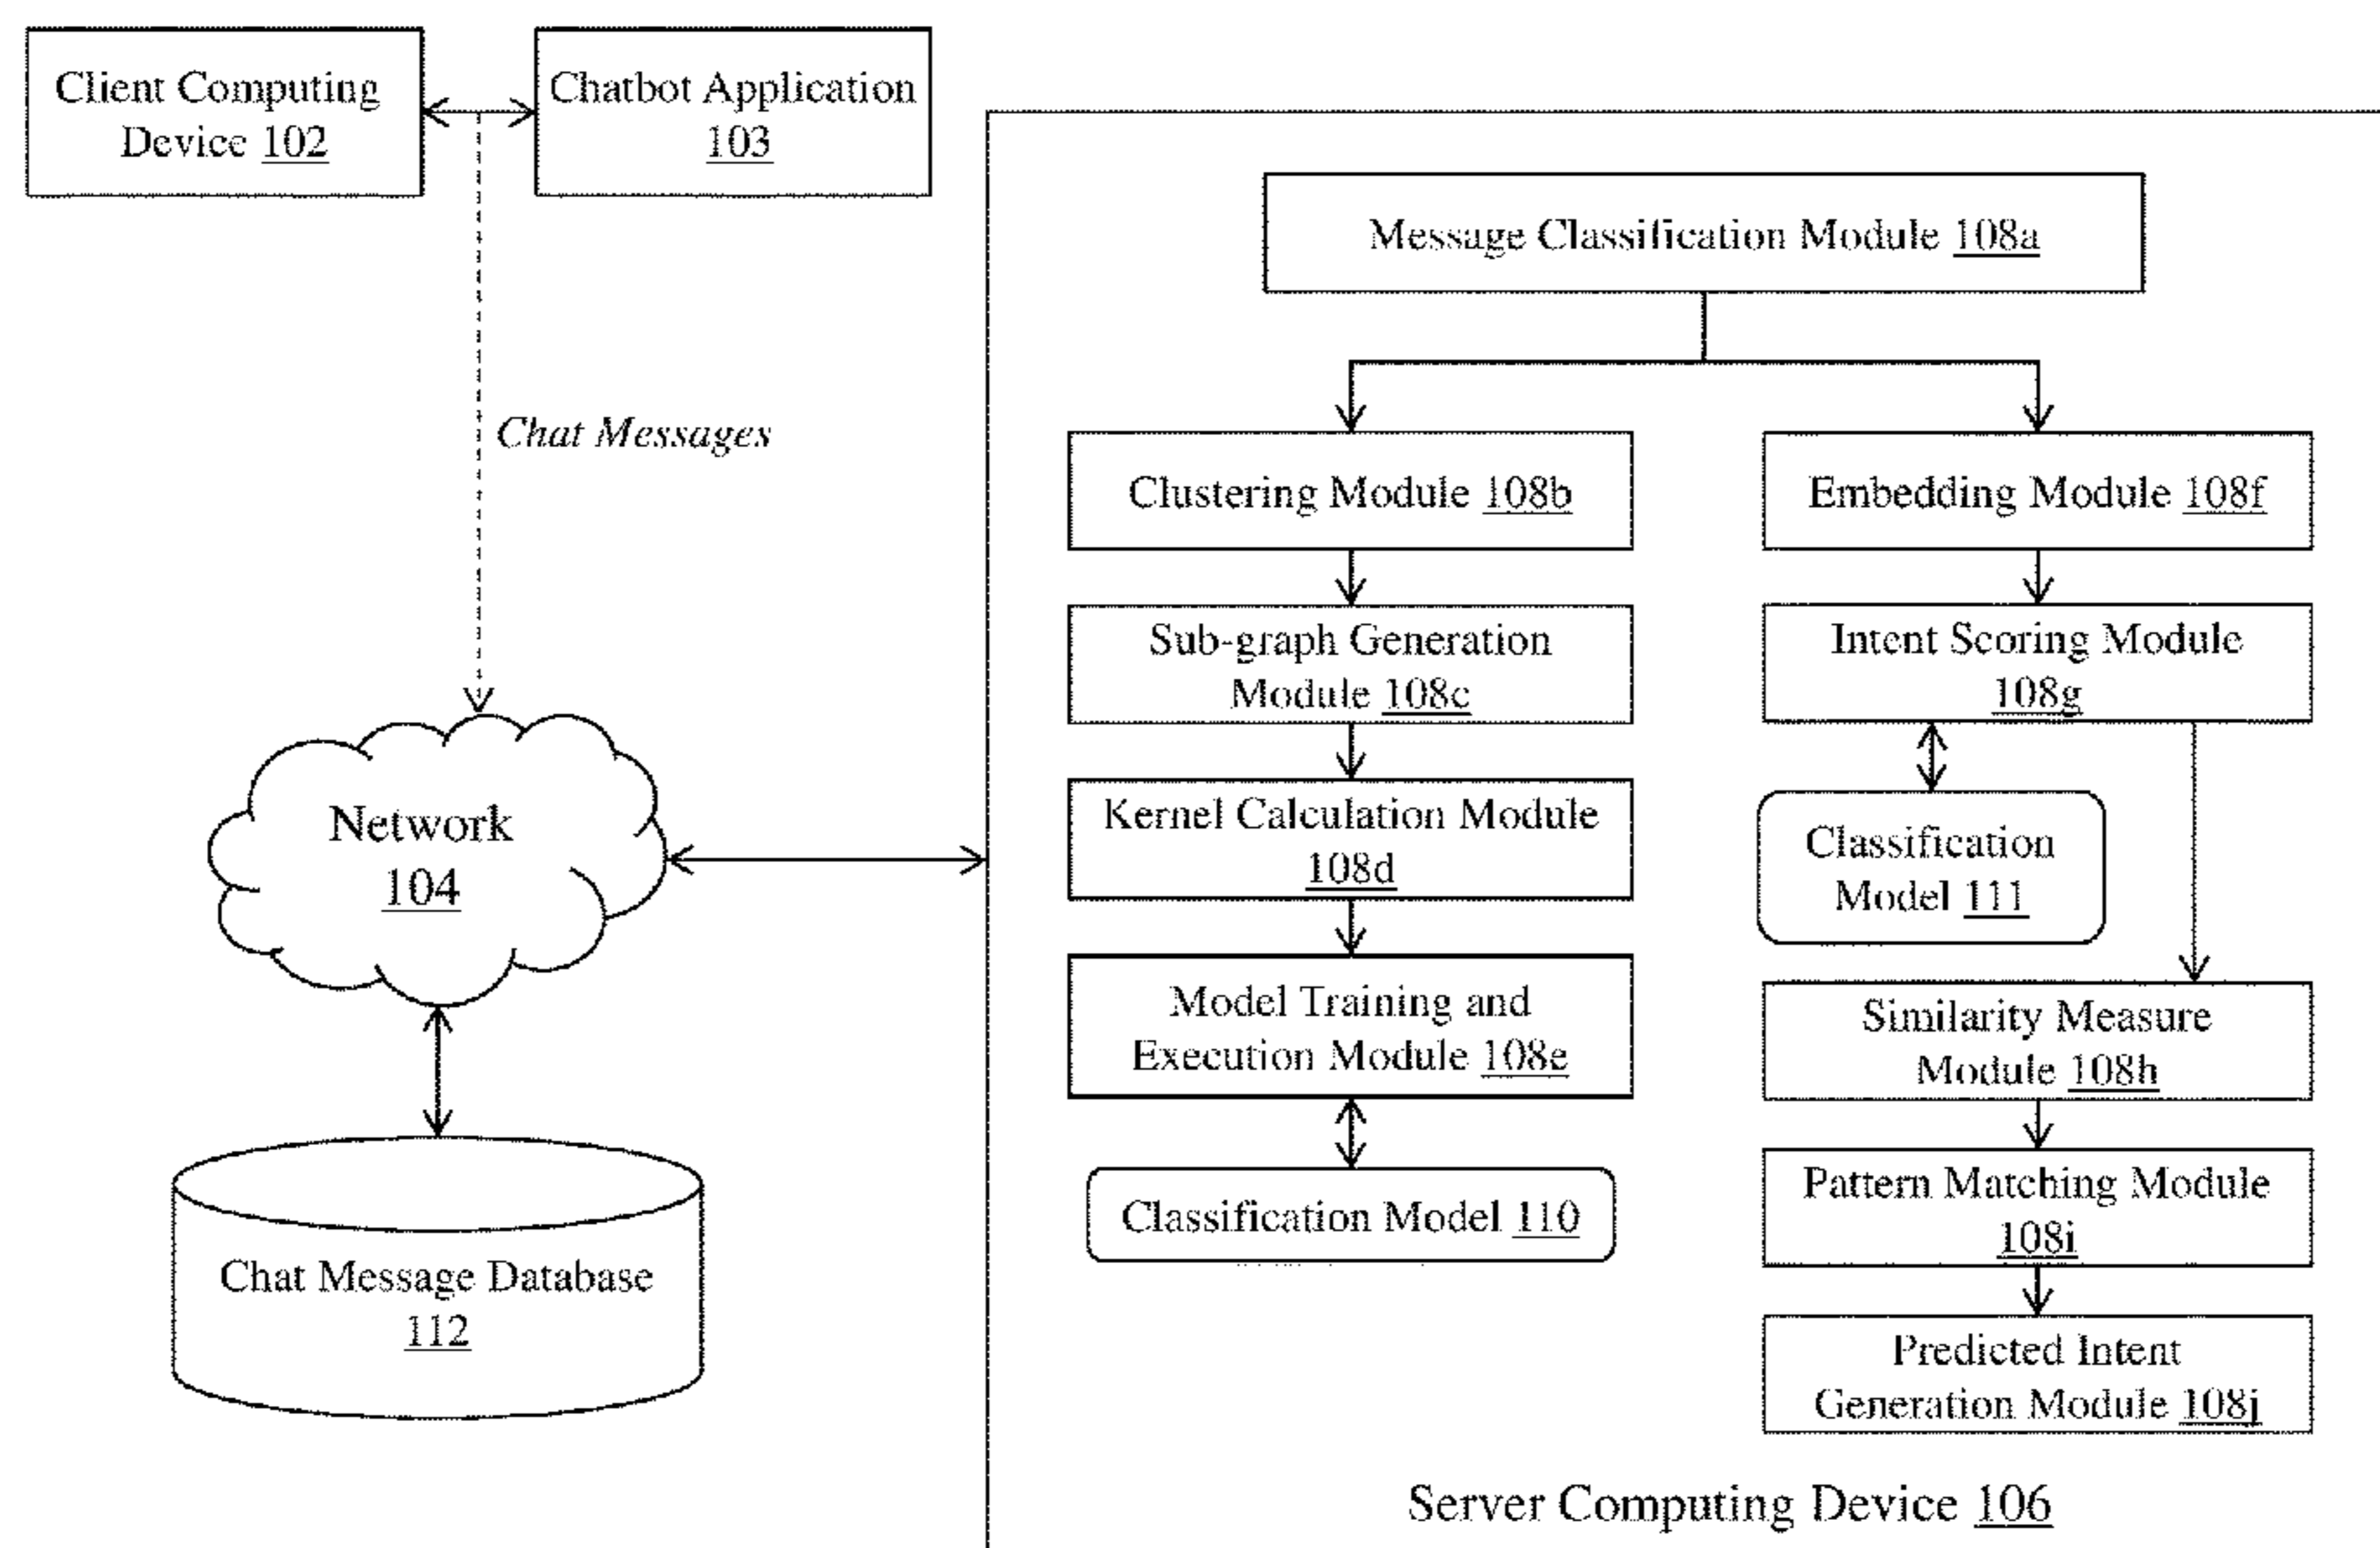 Client Computing
Device 102
Chatbot Application
103
Chat Messages
Network
104
Chat Message Database
112
Message Classification Module 108a
Clustering Module 108b
Sub-graph Generation
Module 108c
Kernel Calculation Module
108d
Model Training and
Execution Module 108e
Classification Model 110
Embedding Module 108f
Intent Scoring Module
108g
Classification
Model 111
Similarity Measure
Module 108h
Pattern Matching Module
108i
Predicted Intent
Generation Module 108j
Server Computing Device 106